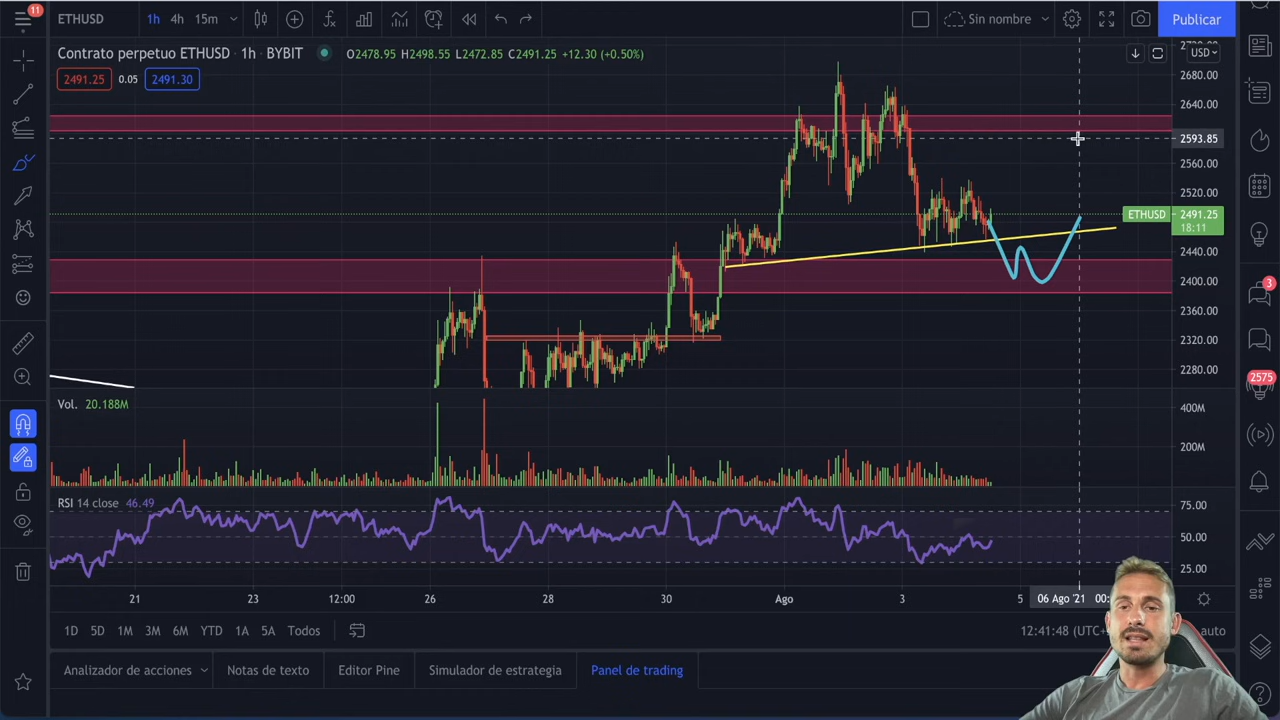 11
ETHUSD 1h 4h 15m Sin nombre Publicar
Contrato perpetuo ETHUSD · 1h · BYBIT O2478.95 H2498.55 L2472.85 C2491.25 +12.30 (+0.50%)
2491.25 0.05 2491.30
USD
2680.00
2640.00
2593.85
2560.00
2520.00
ETHUSD 2491.25
18:11
2440.00
2400.00
2360.00
2320.00
2280.00
Vol. 20.188M
400M
200M
RSI 14 close 46.49
75.00
50.00
25.00
3
2575
21 23 12:00 26 28 30 Ago 3 5 06 Ago '21
1D 5D 1M 3M 6M YTD 1A 5A Todos 12:41:48 (UTC+ auto
Analizador de acciones Notas de texto Editor Pine Simulador de estrategia Panel de trading